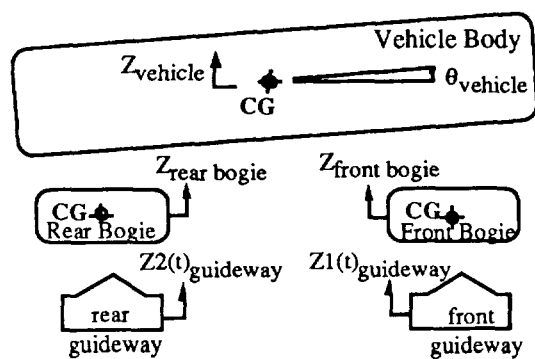 Vehicle Body
Zvehicle
θvehicle
CG
Zrear bogie
Zfront bogie
CG
Rear Bogie
CG
Front Bogie
Z2(t)guideway
Z1(t)guideway
rear
guideway
front
guideway